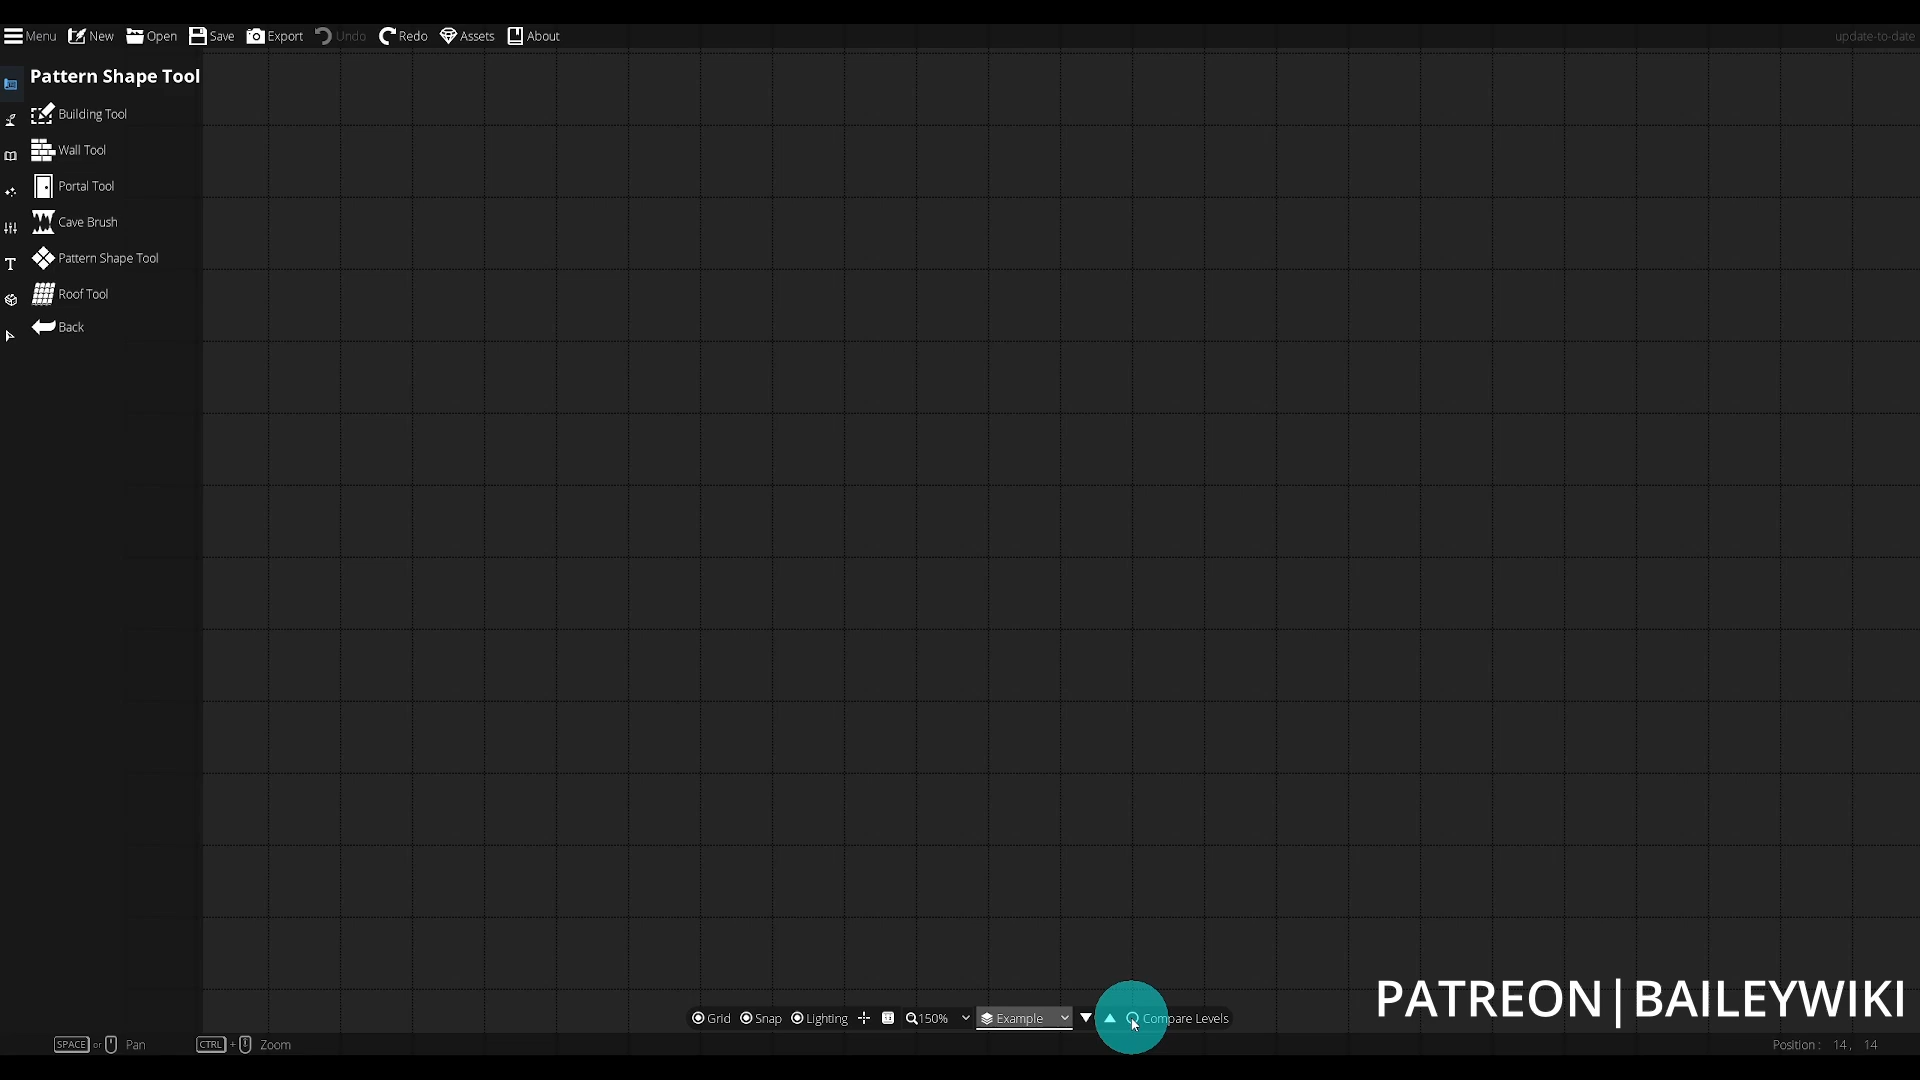 Menu New Open Save Export Undo Redo Assets About update-to-date
Pattern Shape Tool
Building Tool
Wall Tool
Portal Tool
Cave Brush
Pattern Shape Tool
T
Roof Tool
Back
PATREON|BAILEYWIKI
Grid Snap Lighting 150% Example Compare Levels
SPACE or Pan CTRL + Zoom Position : 14, 14